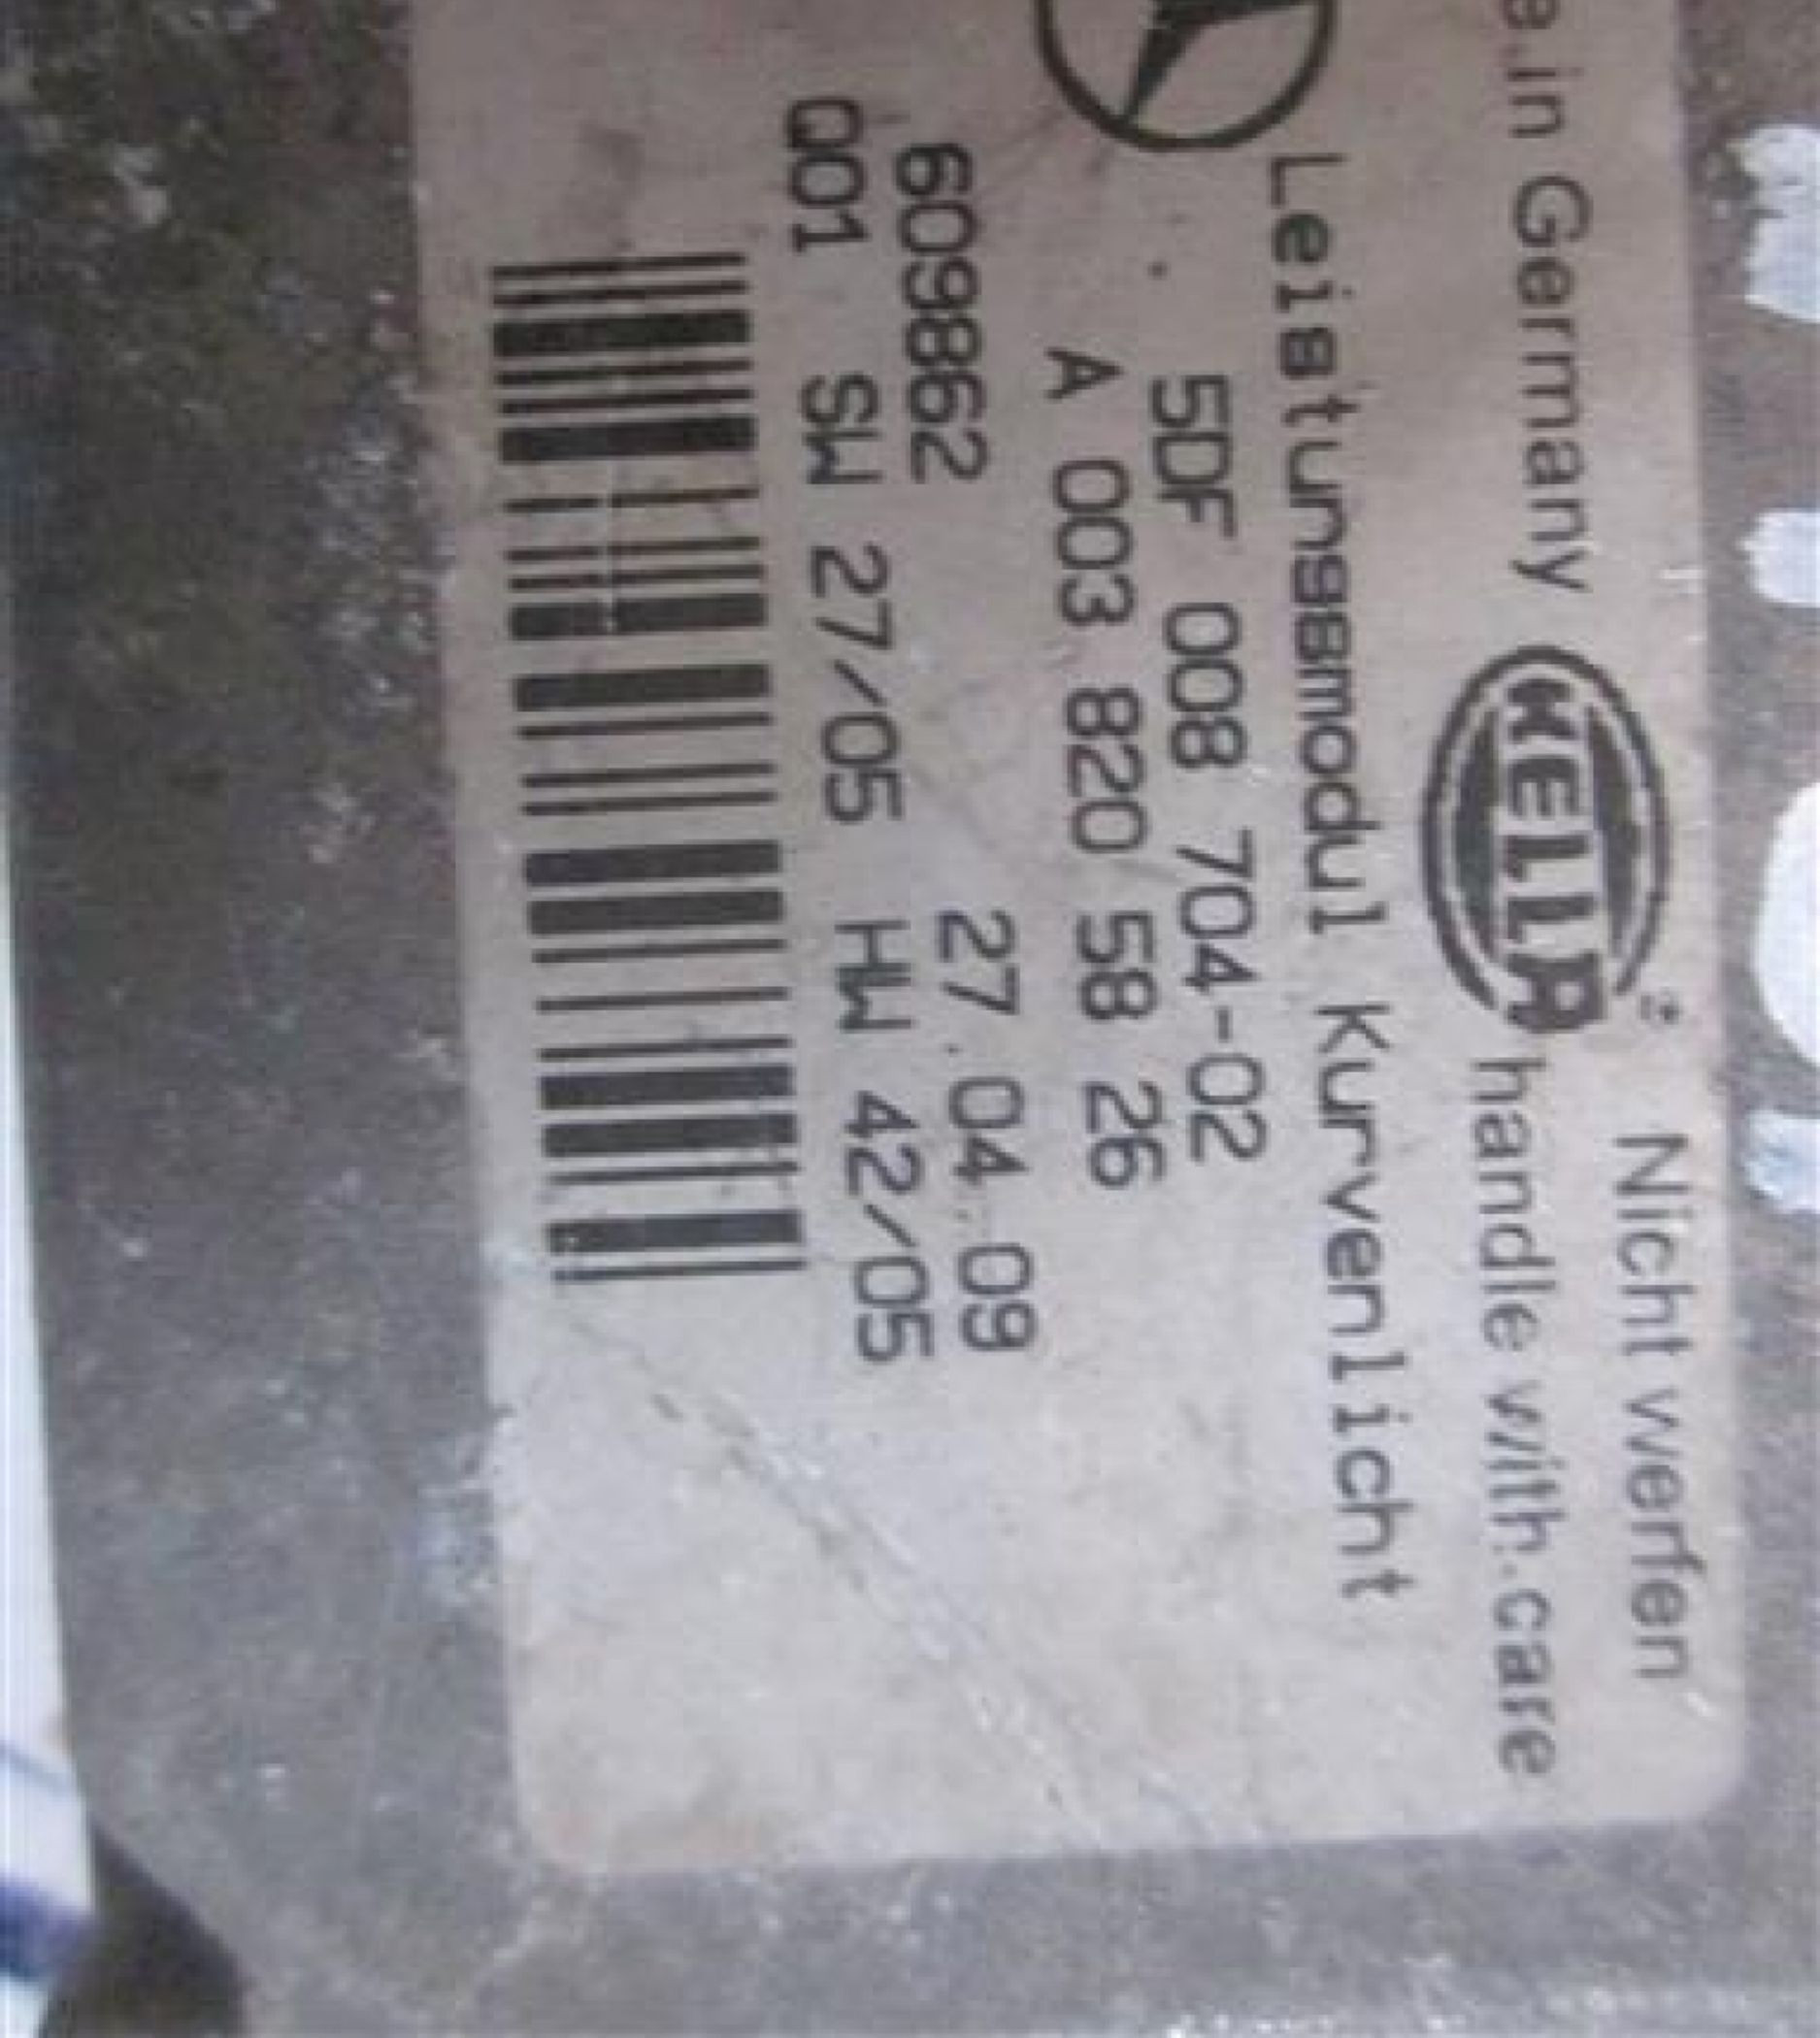 Nicht werfen
e in Germany HELLA handle with care
Leistungsmodul Kurvenlicht
5DF 008 704-02
A 003 820 58 26
609862 27.04.09
Q01 SW 27/05 HW 42/05